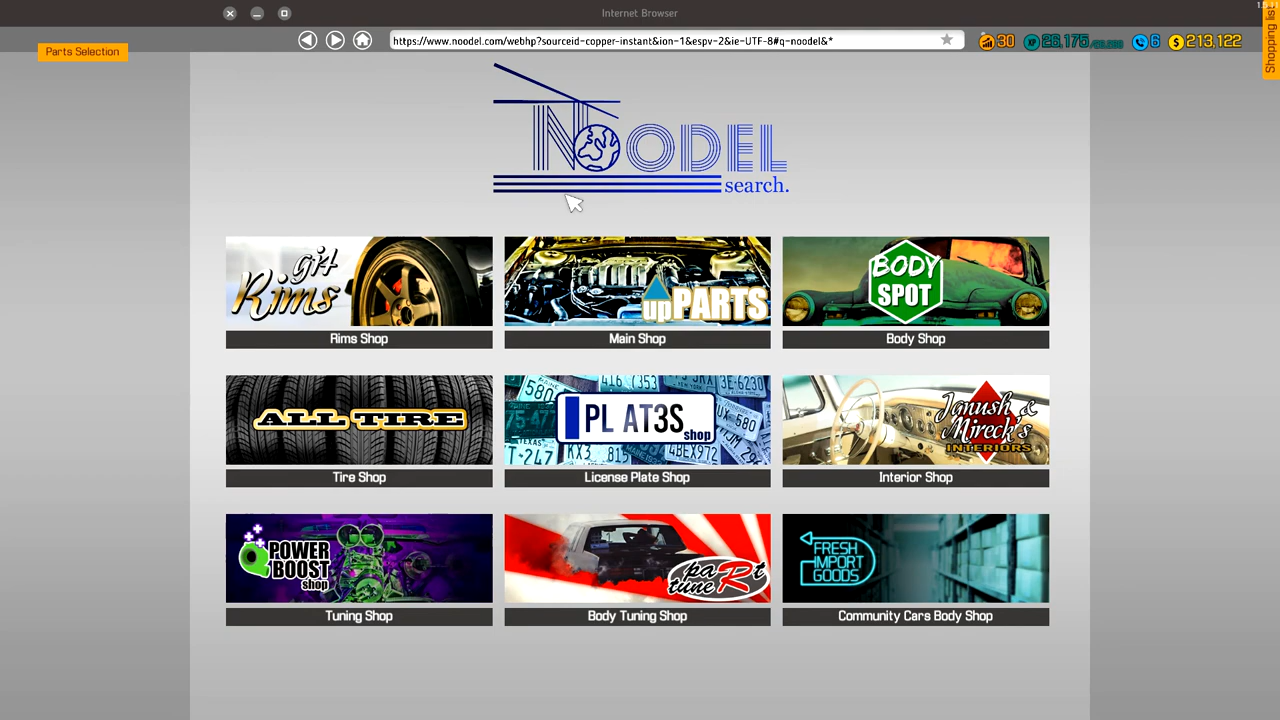 Internet Browser
Parts Selection
https://www.noodel.com/webhp?sourceid-copper-instant&ion-1&espv-2&ie-UTF-8#q-noodel&*
30
26,175
6
213,122
Shopping list
NOODEL
search.
git
Rims
Rims Shop
upPARTS
Main Shop
BODY
SPOT
Body Shop
ALL TIRE
Tire Shop
PL AT3S
shop
License Plate Shop
Janush &
Mireck's
INTERIORS
Interior Shop
POWER
BOOST
shop
Tuning Shop
paRt
thne
Body Tuning Shop
FRESH
IMPORT
GOODS
Community Cars Body Shop